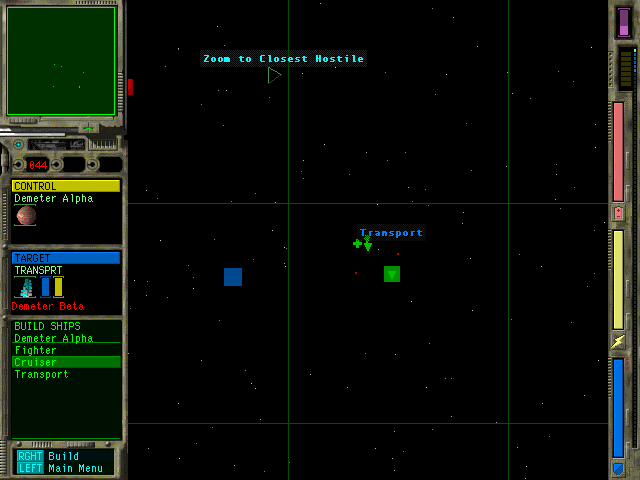 Zoom to Closest Hostile
044
CONTROL
Demeter Alpha
Transport
TARGET
TRANSPRT
Demeter Beta
BUILD SHIPS
Demeter Alpha
Fighter
Cruiser
Transport
RGHT Build
LEFT Main Menu